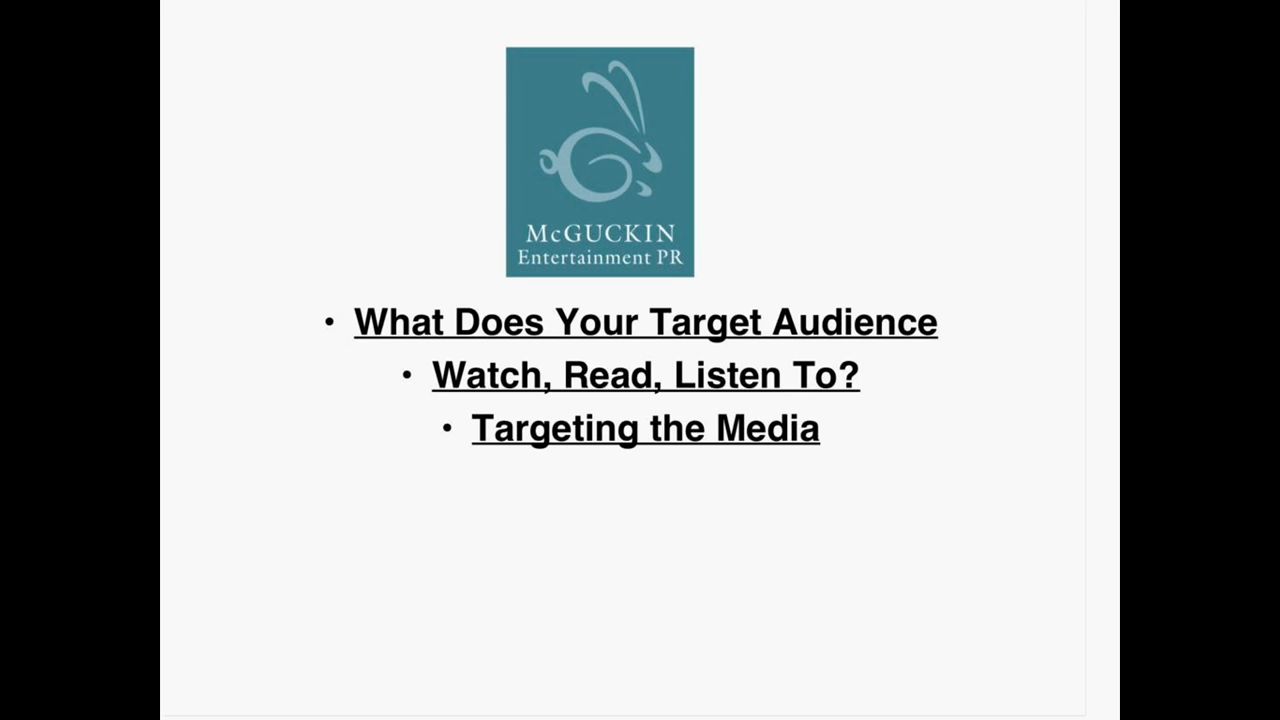 McGUCKIN
Entertainment PR
• What Does Your Target Audience
• Watch, Read, Listen To?
• Targeting the Media